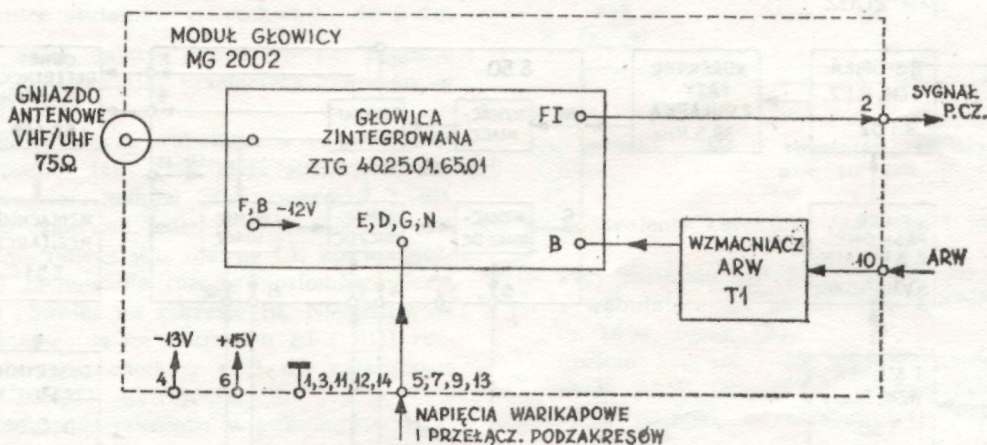 MODUŁ GŁOWICY
MG 2002
GNIAZDO
ANTENOWE
VHF/UHF
75Ω
GŁOWICA
ZINTEGROWANA
ZTG 40.25.01.65.01
FI
2
SYGNAŁ
P.CZ.
F, B -12V
E, D, G, N
B
WZMACNIACZ
ARW
T1
10
ARW
-13V
+15V
4
6
1,3,11,12,14
5;7,9,13
NAPIĘCIA WARIKAPOWE
I PRZEŁĄCZ. PODZAKRESÓW